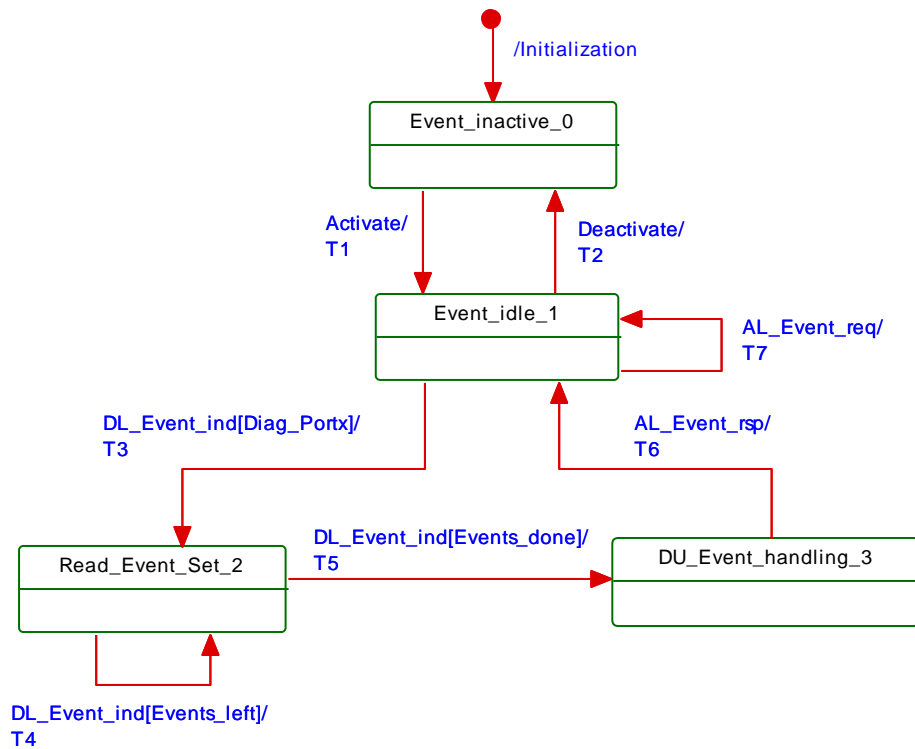 /Initialization
Event_inactive_0
Activate/
T1
Deactivate/
T2
Event_idle_1
AL_Event_req/
T7
DL_Event_ind[Diag_Portx]/
T3
AL_Event_rsp/
T6
DL_Event_ind[Events_done]/
T5
Read_Event_Set_2
DU_Event_handling_3
DL_Event_ind[Events_left]/
T4